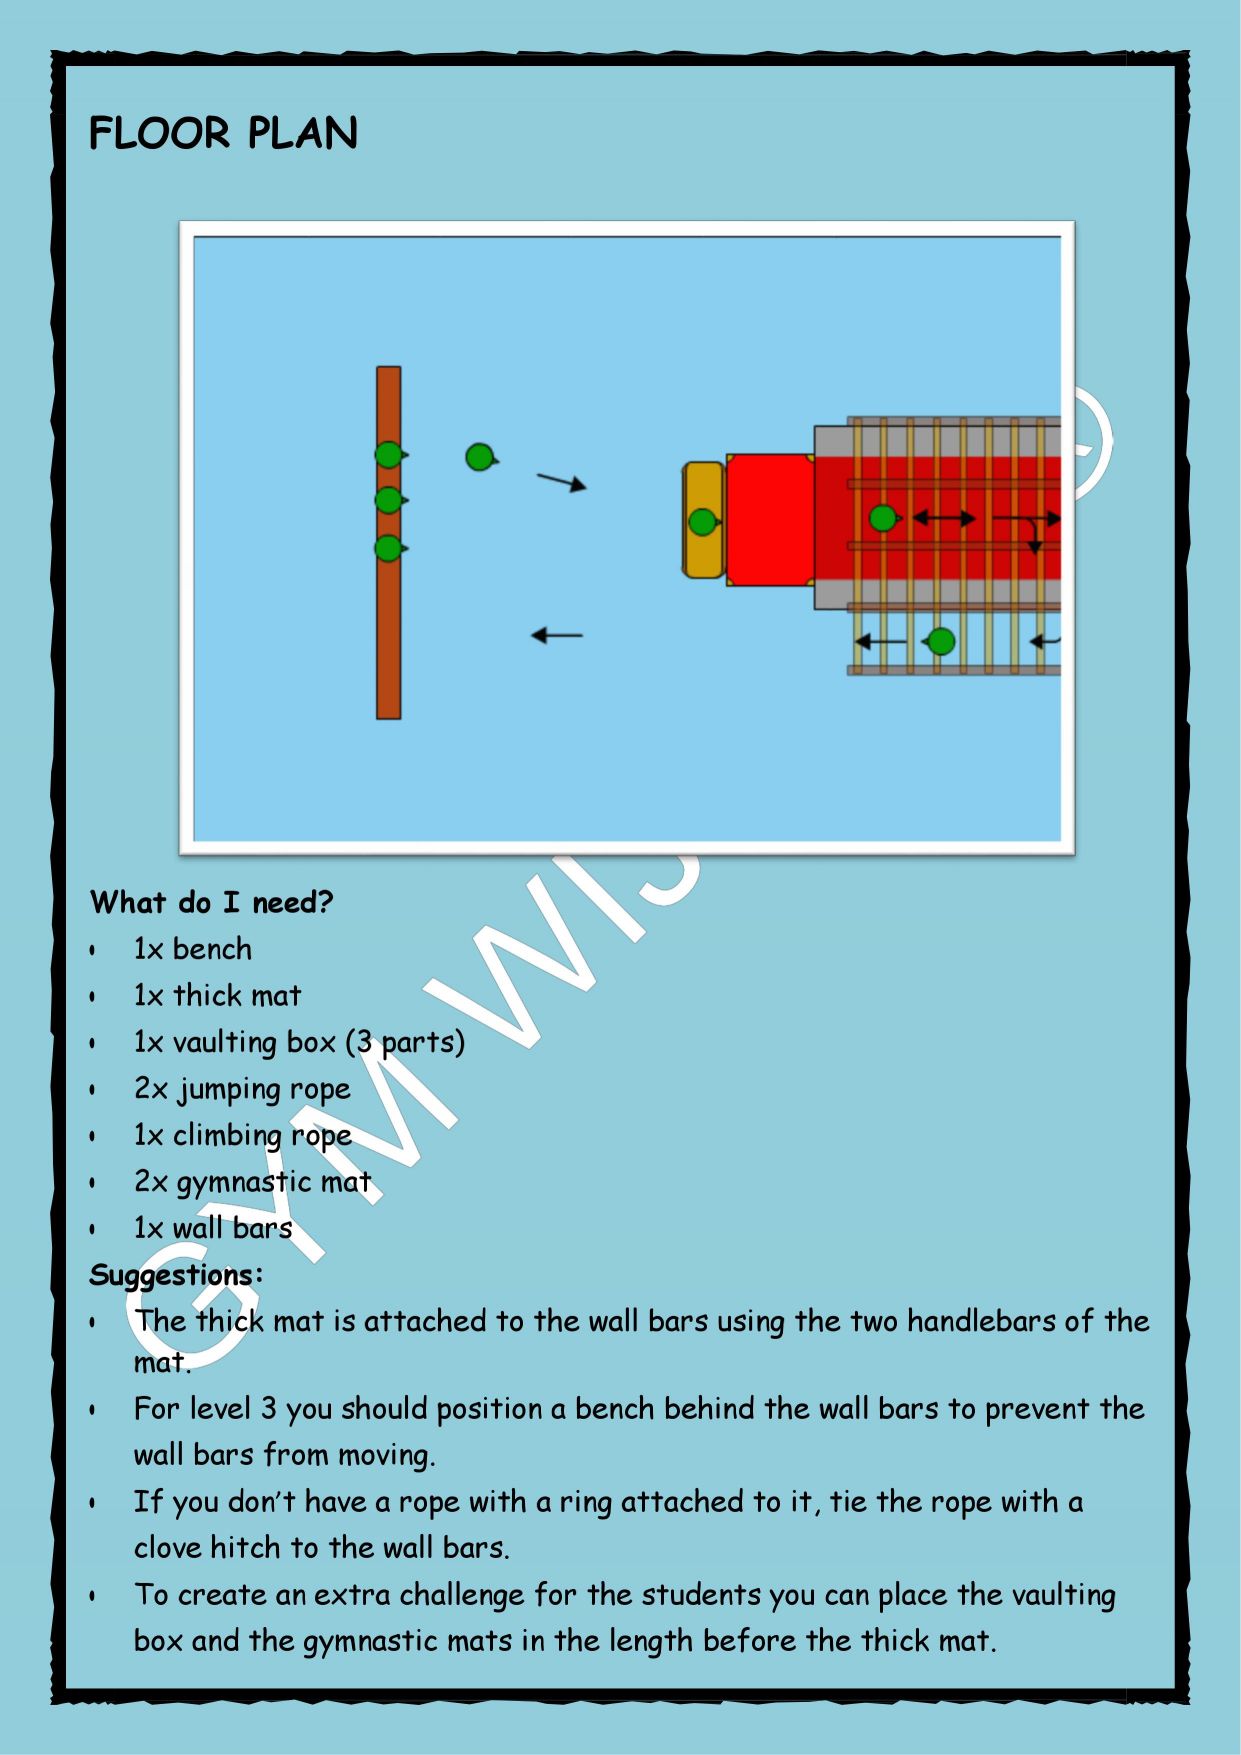 FLOOR PLAN
What do I need?
• 1x bench
• 1x thick mat
• 1x vaulting box (3 parts)
• 2x jumping rope
• 1x climbing rope
• 2x gymnastic mat
• 1x wall bars
Suggestions:
• The thick mat is attached to the wall bars using the two handlebars of the
mat.
• For level 3 you should position a bench behind the wall bars to prevent the
wall bars from moving.
• If you don’t have a rope with a ring attached to it, tie the rope with a
clove hitch to the wall bars.
• To create an extra challenge for the students you can place the vaulting
box and the gymnastic mats in the length before the thick mat.
GYM WIS